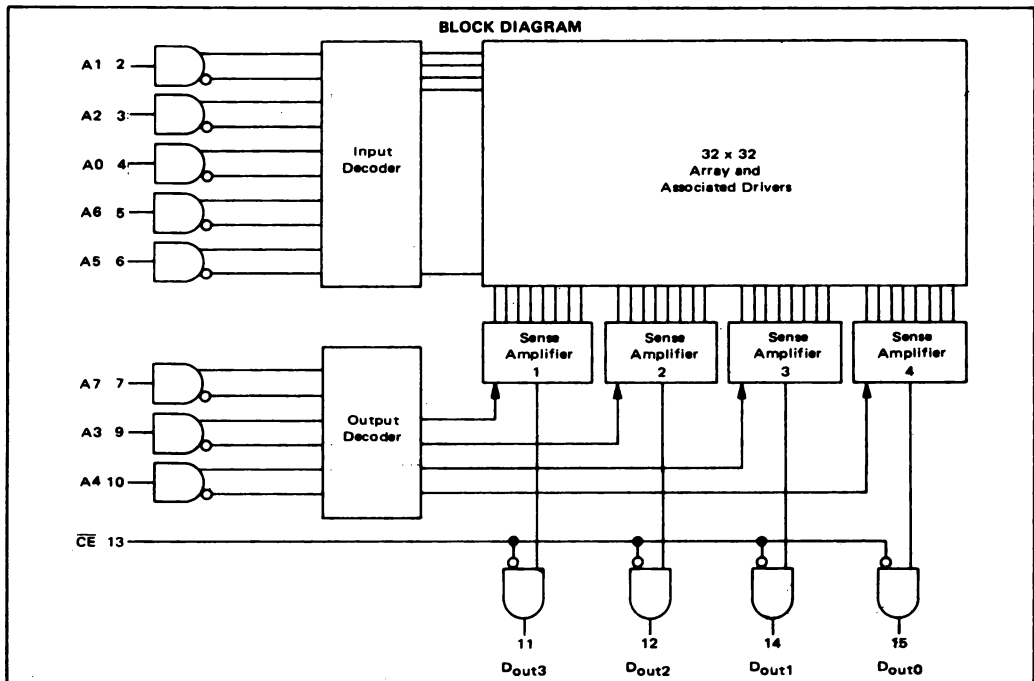 BLOCK DIAGRAM
A1 2
A2 3
A0 4
A6 5
A5 6
Input
Decoder
32 x 32
Array and
Associated Drivers
Sense
Amplifier
1
Sense
Amplifier
2
Sense
Amplifier
3
Sense
Amplifier
4
A7 7
A3 9
A4 10
Output
Decoder
CE 13
11
12
14
15
Dout3
Dout2
Dout1
Dout0